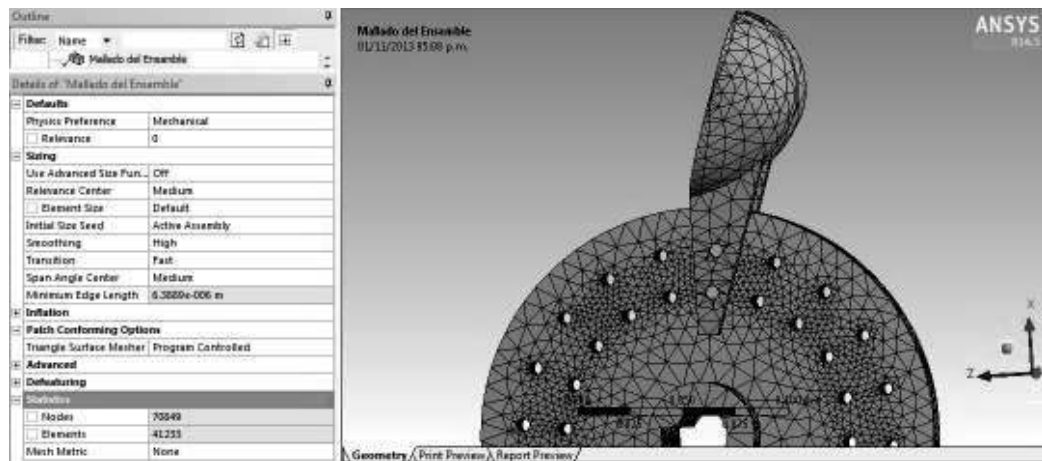 Outline
Filter: Name
Mallado del Ensamble
Details of "Mallado del Ensamble"
Defaults
Physics Preference Mechanical
Relevance 0
Sizing
Use Advanced Size Fun... Off
Relevance Center Medium
Element Size Default
Initial Size Seed Active Assembly
Smoothing High
Transition Fast
Span Angle Center Medium
Minimum Edge Length 6.3889e-006 m
Inflation
Patch Conforming Options
Triangle Surface Mesher Program Controlled
Advanced
Defeaturing
Statistics
Nodes 70849
Elements 41255
Mesh Metric None
Mallado del Ensamble
ANSYS
R14.5
X
Z
Geometry Print Preview Report Preview